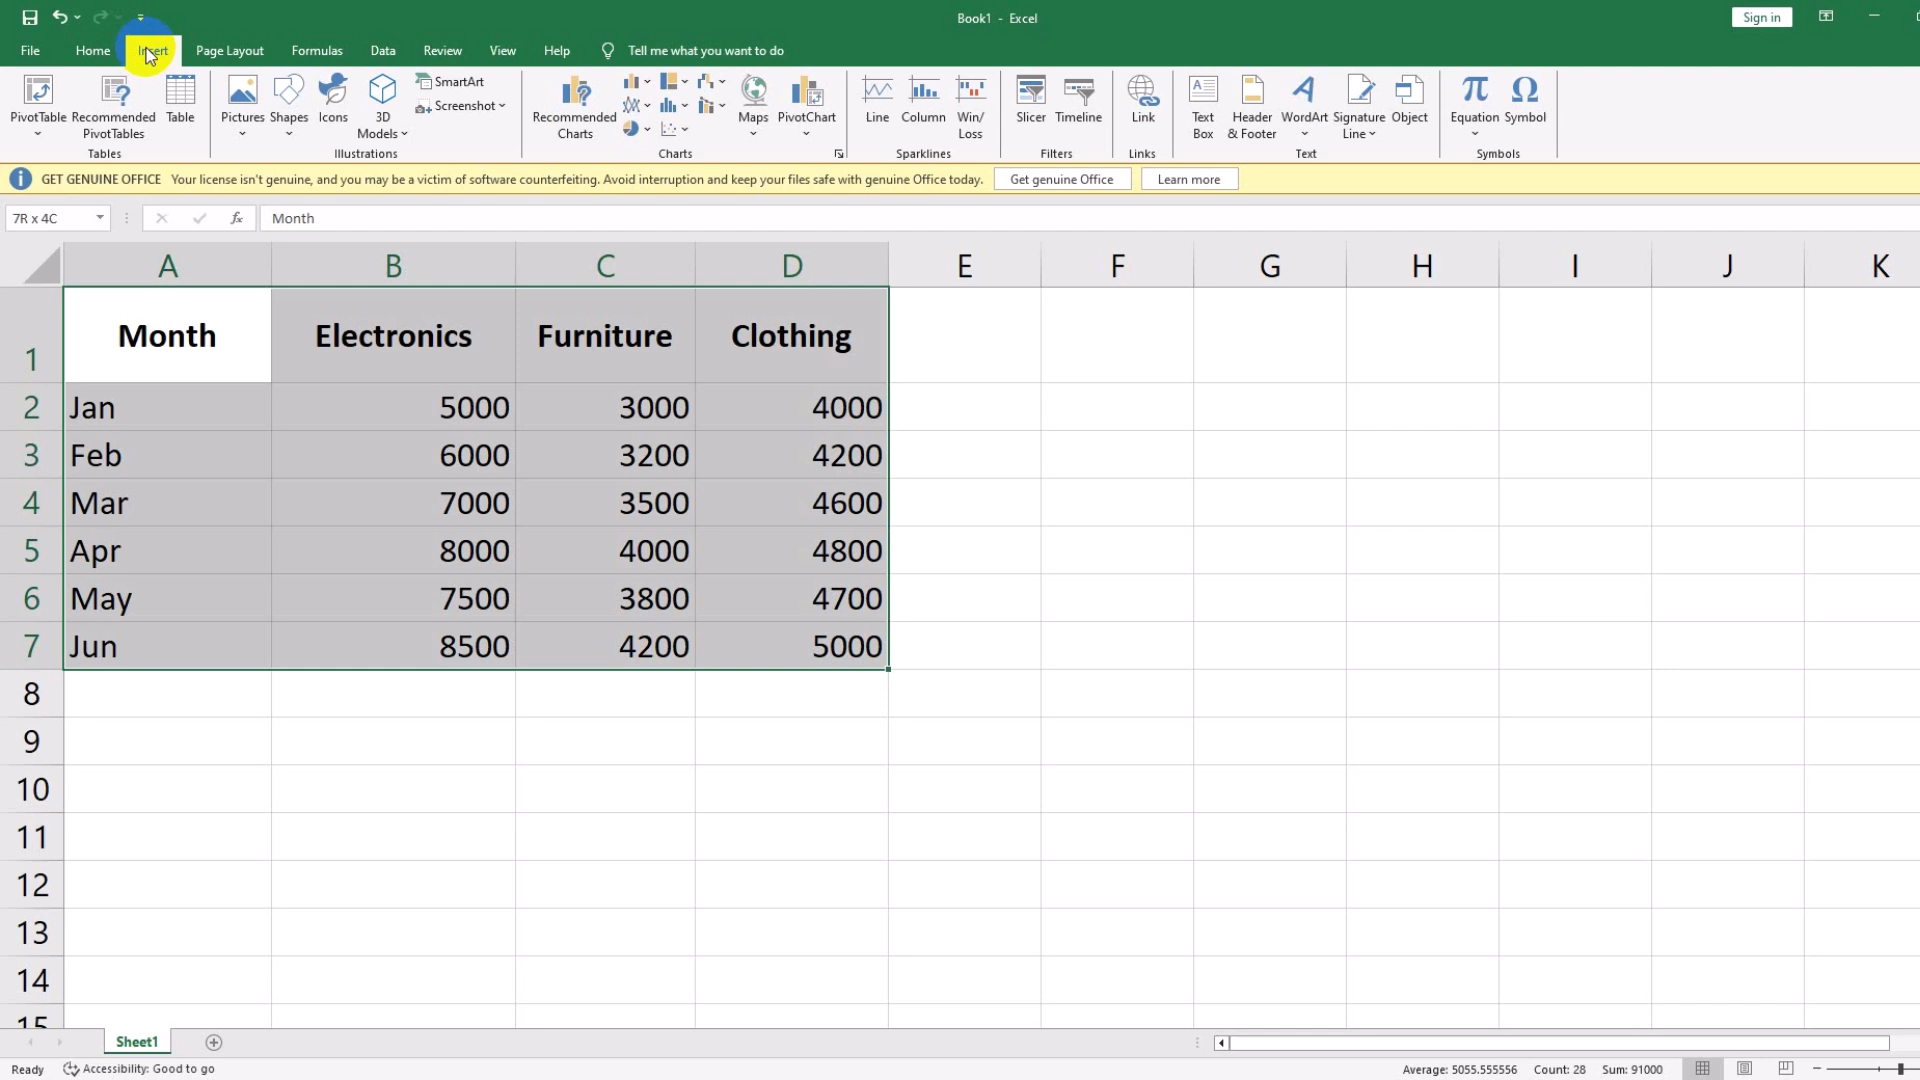 Book1 - Excel
Sign in
File Home Insert Page Layout Formulas Data Review View Help Tell me what you want to do
PivotTable Recommended PivotTables Table
Tables
Pictures Shapes Icons 3D Models SmartArt Screenshot
Illustrations
Recommended Charts Maps PivotChart
Charts
Line Column Win/Loss
Sparklines
Slicer Timeline
Filters
Link
Links
Text Box Header & Footer WordArt Signature Line Object
Text
Equation Symbol
Symbols
GET GENUINE OFFICE Your license isn't genuine, and you may be a victim of software counterfeiting. Avoid interruption and keep your files safe with genuine Office today. Get genuine Office Learn more
7R x 4C fx Month
A B C D E F G H I J K
1 Month Electronics Furniture Clothing
2 Jan 5000 3000 4000
3 Feb 6000 3200 4200
4 Mar 7000 3500 4600
5 Apr 8000 4000 4800
6 May 7500 3800 4700
7 Jun 8500 4200 5000
8
9
10
11
12
13
14
15
Sheet1
Ready Accessibility: Good to go Average: 5055.555556 Count: 28 Sum: 91000